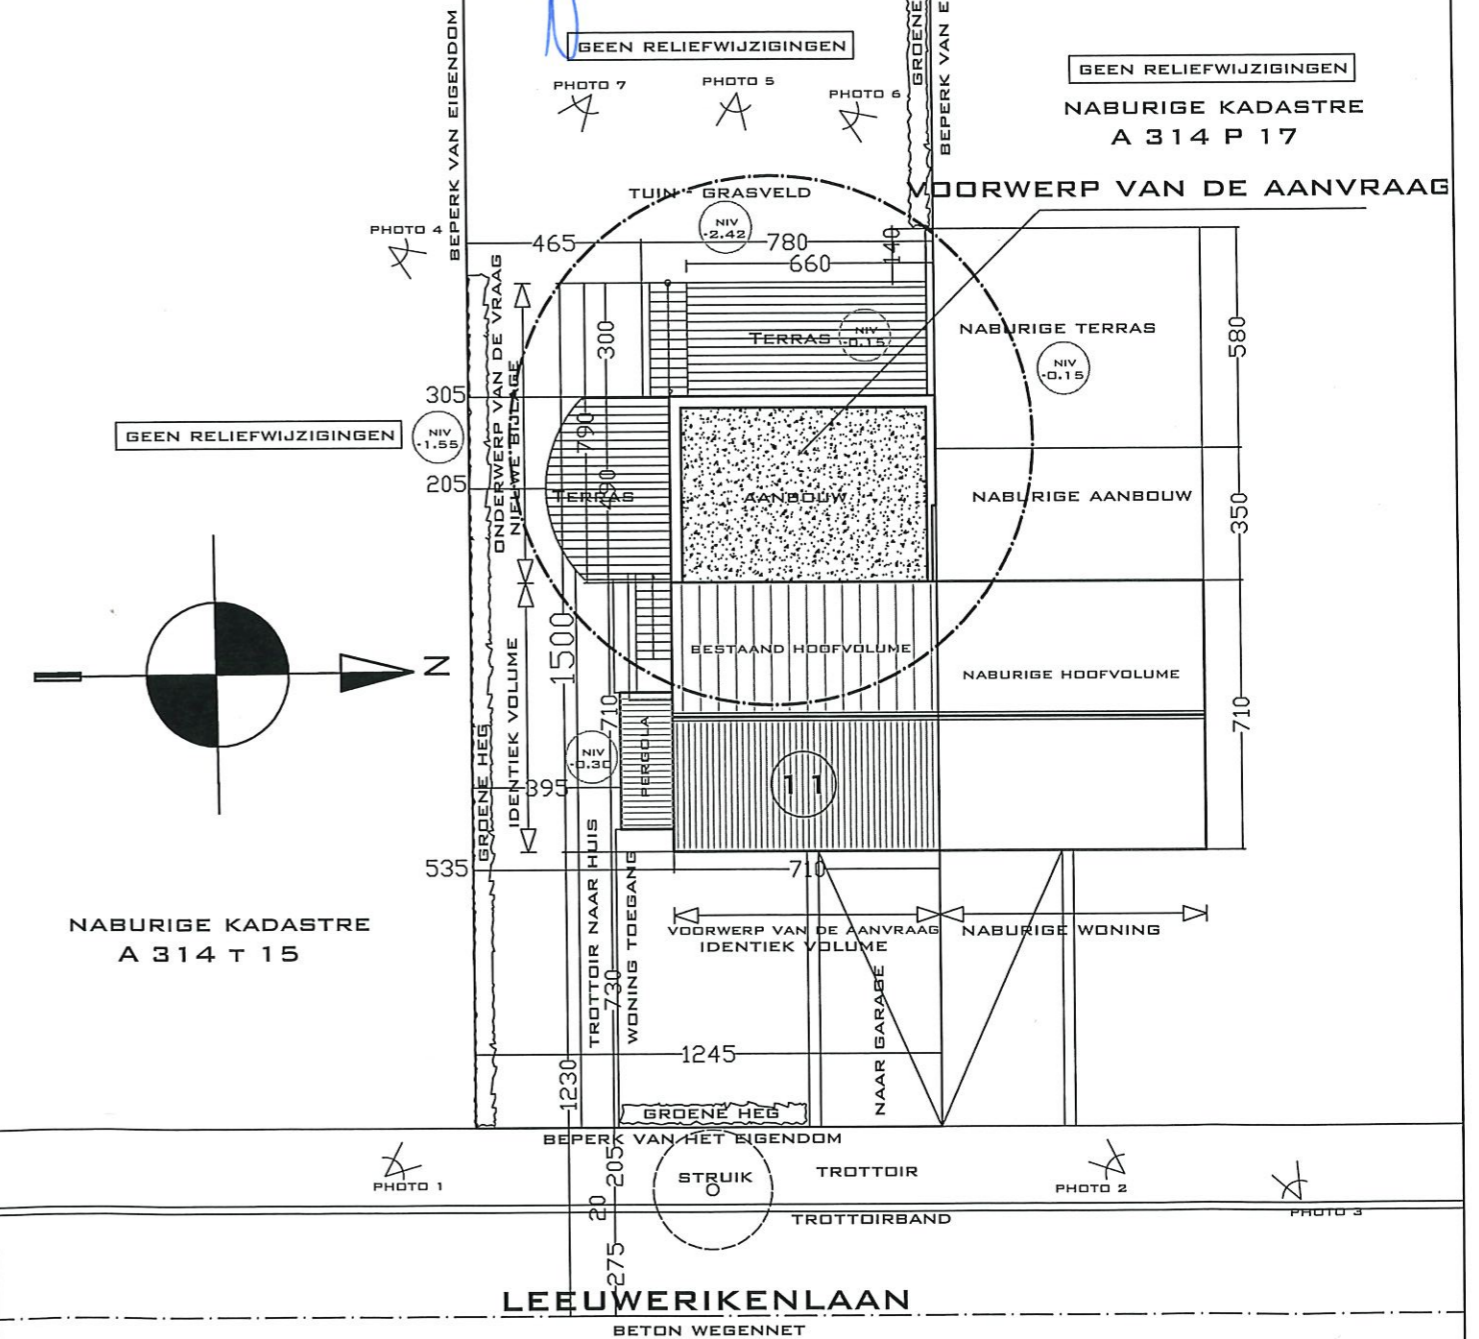 BEPERK VAN EIGENDOM
GEEN RELIEFWIJZIGINGEN
GROENE
BEPERK VAN E
GEEN RELIEFWIJZIGINGEN
PHOTO 7
PHOTO 5
PHOTO 6
NABURIGE KADASTRE
A 314 P 17
VOORWERP VAN DE AANVRAAG
TUIN - GRASVELD
NIV
-2.42
PHOTO 4
465
780
140
660
ONDERWERP VAN DE VRAAG
NIEUWE BIJLAGE
300
TERRAS
NIV
-0.15
NABURIGE TERRAS
NIV
-0.15
580
305
GEEN RELIEFWIJZIGINGEN
NIV
-1.55
790
205
TERRAS
490
AANBOUW
NABURIGE AANBOUW
350
N
1500
IDENTIEK VOLUME
BESTAAND HOOFVOLUME
NABURIGE HOOFVOLUME
710
710
GROENE HEG
NIV
-0.30
PERGOLA
395
11
535
710
TROTTOIR NAAR HUIS
WONING TOEGANG
NABURIGE KADASTRE
A 314 T 15
VOORWERP VAN DE AANVRAAG
IDENTIEK VOLUME
NABURIGE WONING
730
NAAR GARAGE
1245
1230
GROENE HEG
BEPERK VAN HET EIGENDOM
205
STRUIK
TROTTOIR
PHOTO 1
PHOTO 2
20
TROTTOIRBAND
PHOTO 3
275
LEEUWERIKENLAAN
BETON WEGENNET